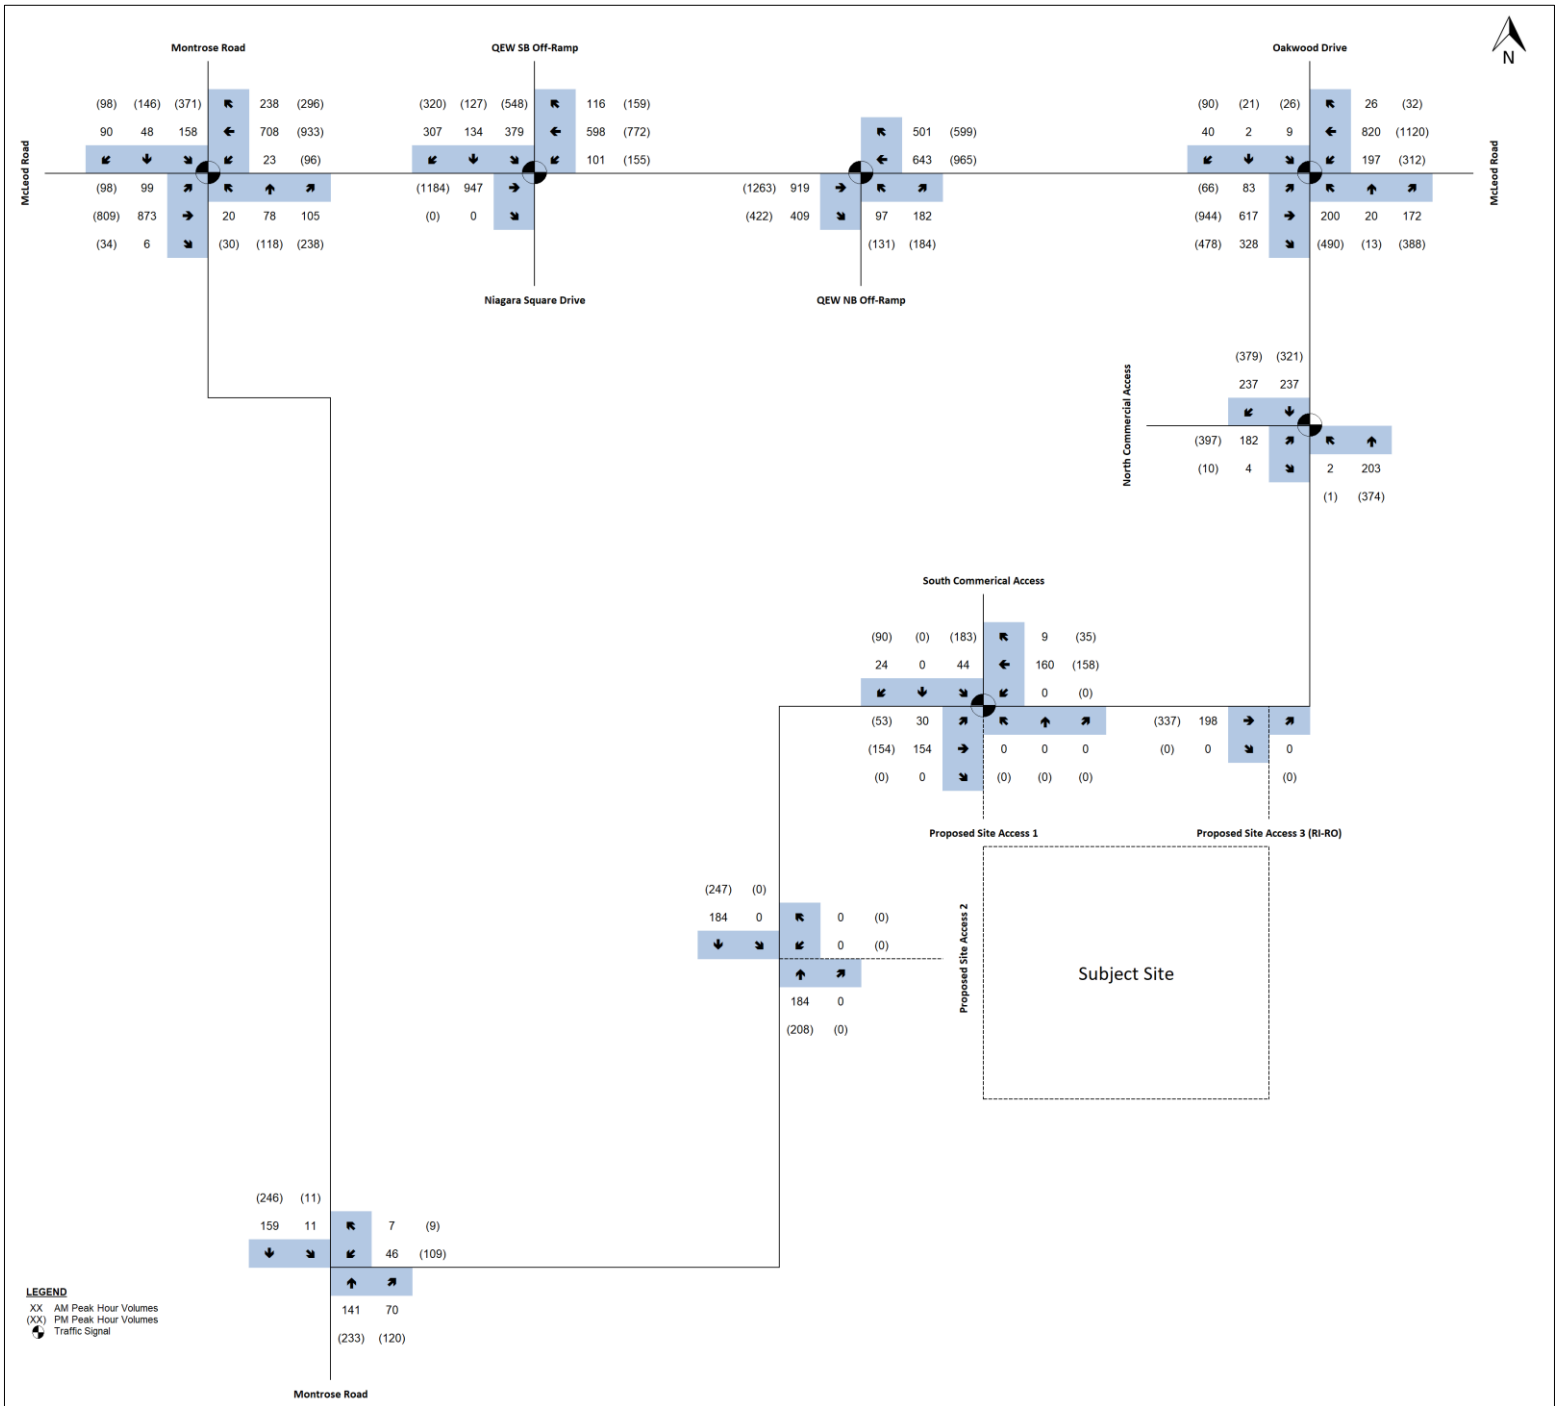 N
Montrose Road
QEW SB Off-Ramp
Oakwood Drive
(98) (146) (371) 238 (296)
90 48 158 708 (933)
23 (96)
(98) 99
(809) 873 20 78 105
(34) 6 (30) (118) (238)
McLeod Road
(320) (127) (548) 116 (159)
307 134 379 598 (772)
101 (155)
(1184) 947
(0) 0
Niagara Square Drive
501 (599)
643 (965)
(1263) 919
(422) 409 97 182
(131) (184)
QEW NB Off-Ramp
(90) (21) (26) 26 (32)
40 2 9 820 (1120)
197 (312)
(66) 83
(944) 617 200 20 172
(478) 328 (490) (13) (388)
McLeod Road
North Commercial Access
(379) (321)
237 237
(397) 182
(10) 4 2 203
(1) (374)
South Commerical Access
(90) (0) (183) 9 (35)
24 0 44 160 (158)
0 (0)
(53) 30
(154) 154 0 0 0
(0) 0 (0) (0) (0)
(337) 198
(0) 0 0
(0)
Proposed Site Access 1
Proposed Site Access 3 (RI-RO)
(247) (0)
184 0 0 (0)
0 (0)
184 0
(208) (0)
Proposed Site Access 2
Subject Site
(246) (11)
159 11 7 (9)
46 (109)
141 70
(233) (120)
Montrose Road
LEGEND
XX AM Peak Hour Volumes
(XX) PM Peak Hour Volumes
Traffic Signal